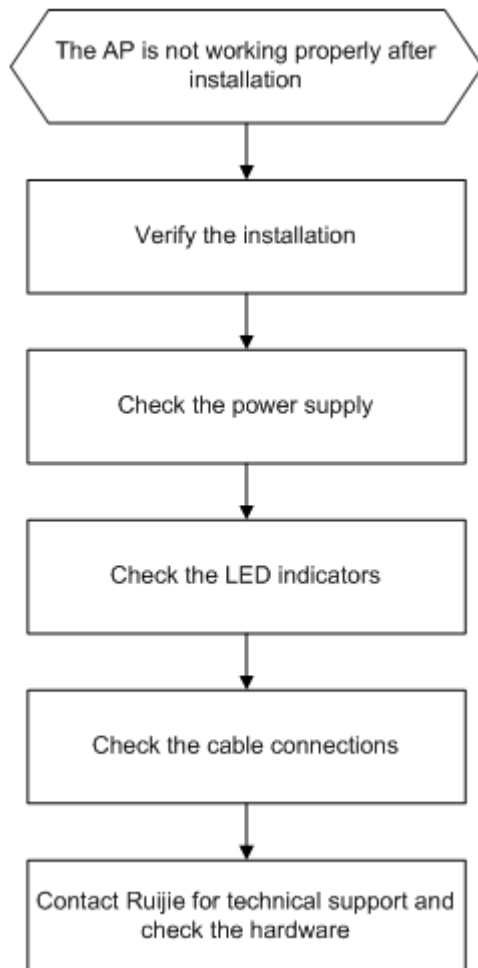 The AP is not working properly after
installation
Verify the installation
Check the power supply
Check the LED indicators
Check the cable connections
Contact Ruijie for technical support and
check the hardware